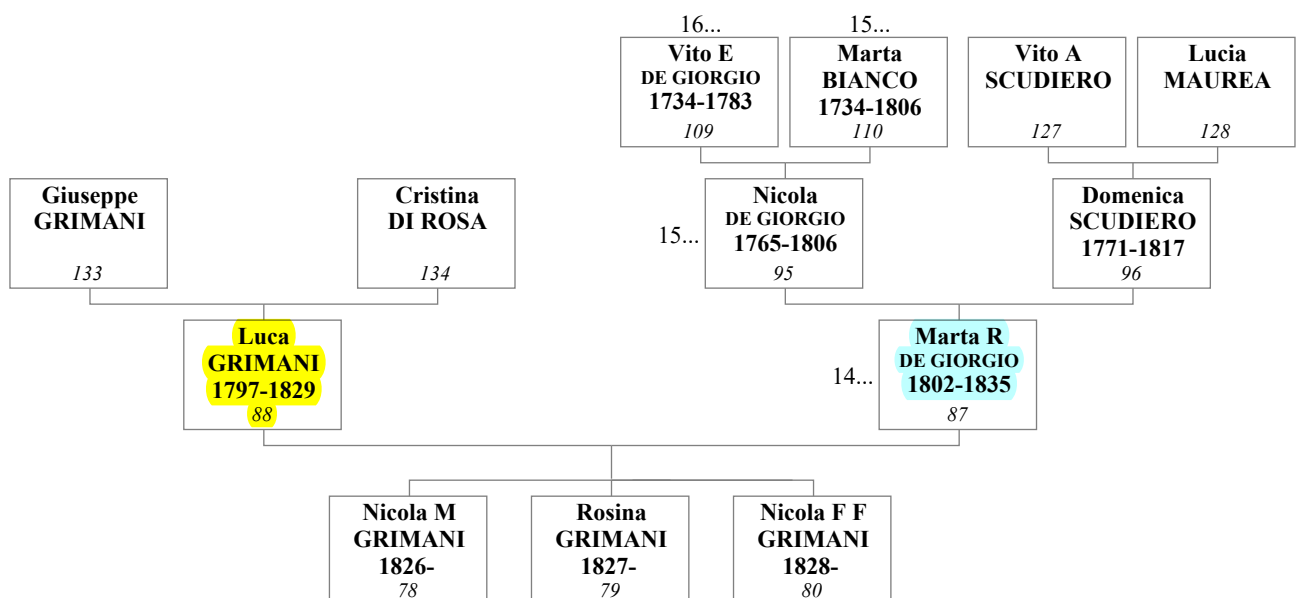 16...
15...
Vito E
DE GIORGIO
1734-1783
109
Marta
BIANCO
1734-1806
110
Vito A
SCUDIERO
127
Lucia
MAUREA
128
Giuseppe
GRIMANI
133
Cristina
DI ROSA
134
15...
Nicola
DE GIORGIO
1765-1806
95
Domenica
SCUDIERO
1771-1817
96
Luca
GRIMANI
1797-1829
88
14...
Marta R
DE GIORGIO
1802-1835
87
Nicola M
GRIMANI
1826-
78
Rosina
GRIMANI
1827-
79
Nicola F F
GRIMANI
1828-
80